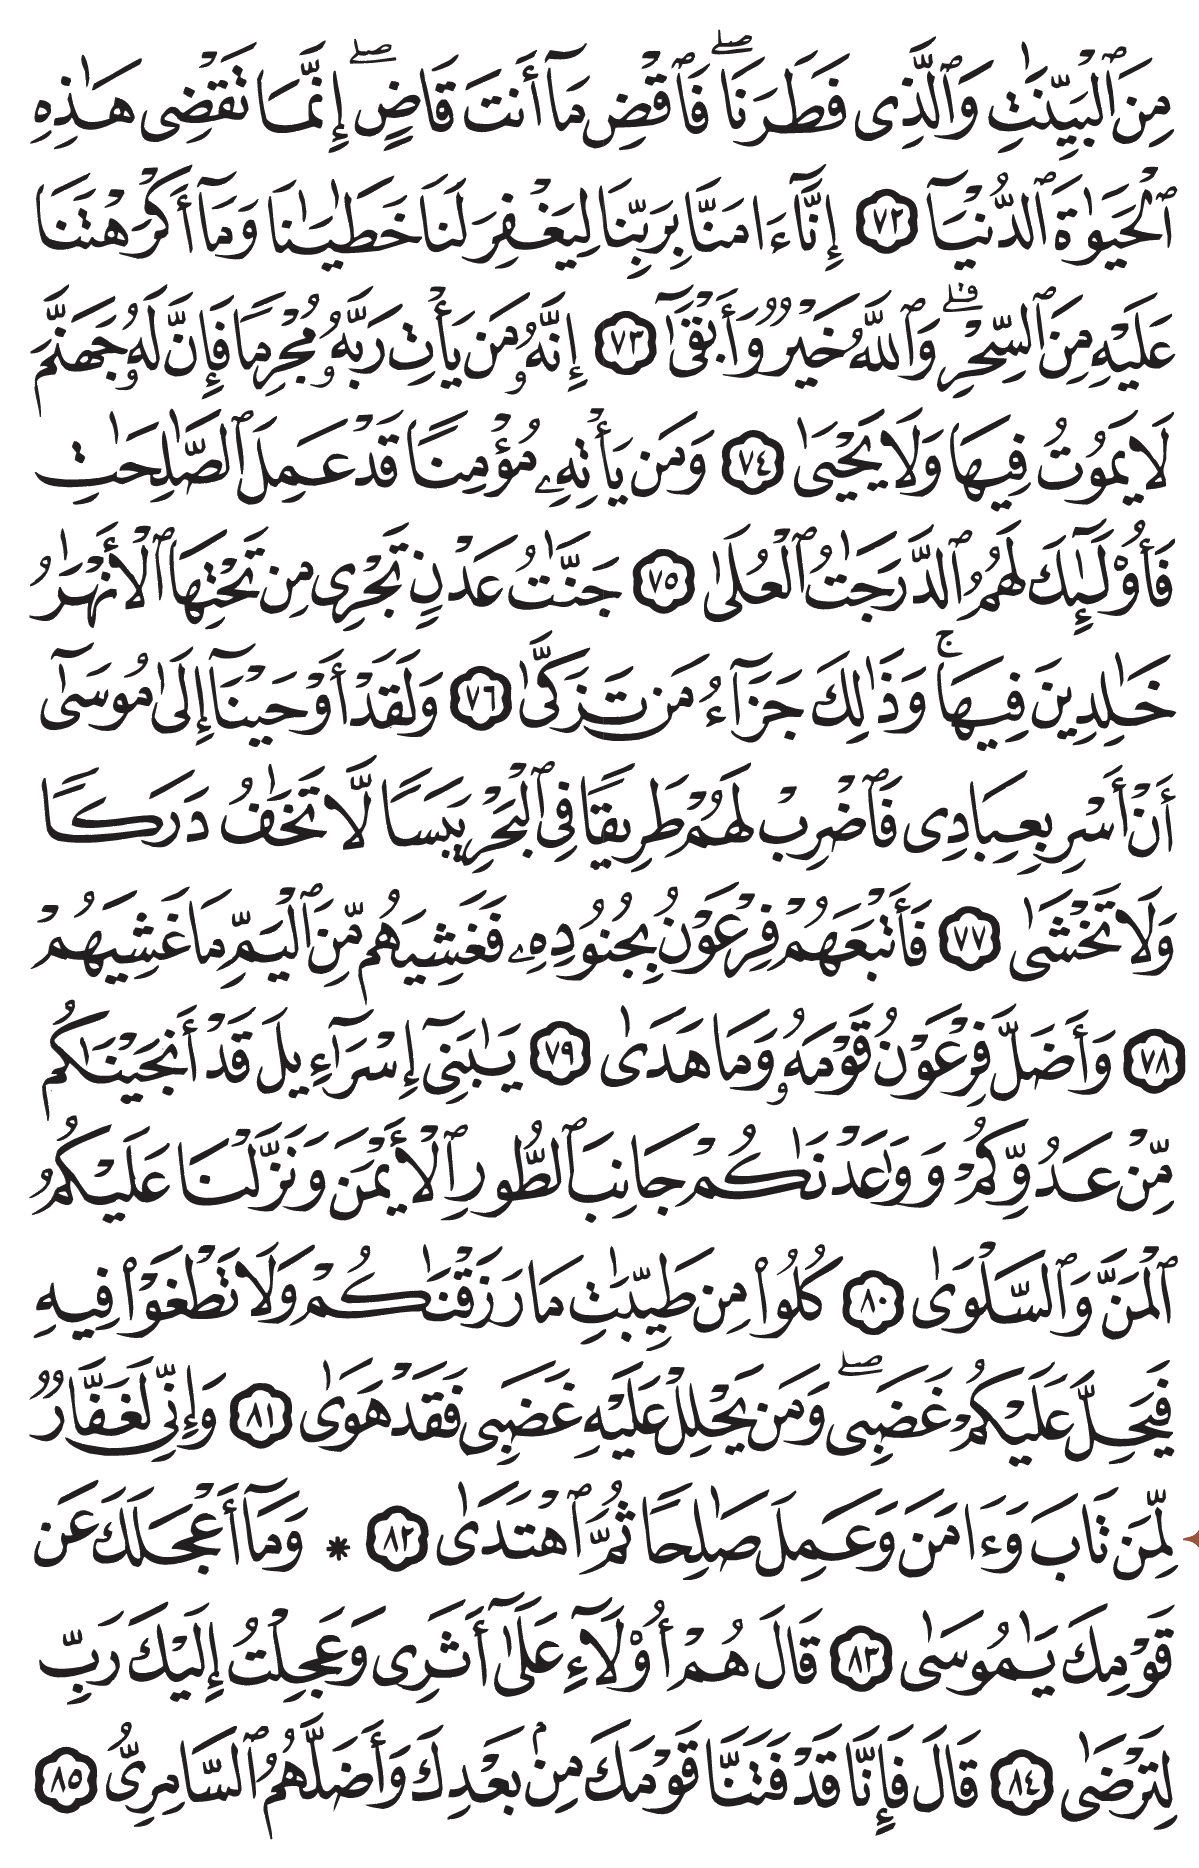 مِنَ ٱلۡبَيِّنَٰتِ وَٱلَّذِي فَطَرَنَاۖ فَٱقۡضِ مَآ أَنتَ قَاضٍۖ إِنَّمَا تَقۡضِي هَٰذِهِ
ٱلۡحَيَوٰةَ ٱلدُّنۡيَآ ٧٢ إِنَّآ ءَامَنَّا بِرَبِّنَا لِيَغۡفِرَ لَنَا خَطَٰيَٰنَا وَمَآ أَكۡرَهۡتَنَا
عَلَيۡهِ مِنَ ٱلسِّحۡرِۗ وَٱللَّهُ خَيۡرٞ وَأَبۡقَىٰٓ ٧٣ إِنَّهُۥ مَن يَأۡتِ رَبَّهُۥ مُجۡرِمٗا فَإِنَّ لَهُۥ جَهَنَّمَ
لَا يَمُوتُ فِيهَا وَلَا يَحۡيَىٰ ٧٤ وَمَن يَأۡتِهِۦ مُؤۡمِنٗا قَدۡ عَمِلَ ٱلصَّٰلِحَٰتِ
فَأُوْلَٰٓئِكَ لَهُمُ ٱلدَّرَجَٰتُ ٱلۡعُلَىٰ ٧٥ جَنَّٰتُ عَدۡنٖ تَجۡرِي مِن تَحۡتِهَا ٱلۡأَنۡهَٰرُ
خَٰلِدِينَ فِيهَاۚ وَذَٰلِكَ جَزَآءُ مَن تَزَكَّىٰ ٧٦ وَلَقَدۡ أَوۡحَيۡنَآ إِلَىٰ مُوسَىٰٓ
أَنۡ أَسۡرِ بِعِبَادِي فَٱضۡرِبۡ لَهُمۡ طَرِيقٗا فِي ٱلۡبَحۡرِ يَبَسٗا لَّا تَخَٰفُ دَرَكٗا
وَلَا تَخۡشَىٰ ٧٧ فَأَتۡبَعَهُمۡ فِرۡعَوۡنُ بِجُنُودِهِۦ فَغَشِيَهُم مِّنَ ٱلۡيَمِّ مَا غَشِيَهُمۡ
٧٨ وَأَضَلَّ فِرۡعَوۡنُ قَوۡمَهُۥ وَمَا هَدَىٰ ٧٩ يَٰبَنِيٓ إِسۡرَٰٓءِيلَ قَدۡ أَنجَيۡنَٰكُم
مِّنۡ عَدُوِّكُمۡ وَوَٰعَدۡنَٰكُمۡ جَانِبَ ٱلطُّورِ ٱلۡأَيۡمَنَ وَنَزَّلۡنَا عَلَيۡكُمُ
ٱلۡمَنَّ وَٱلسَّلۡوَىٰ ٨٠ كُلُواْ مِن طَيِّبَٰتِ مَا رَزَقۡنَٰكُمۡ وَلَا تَطۡغَوۡاْ فِيهِ
فَيَحِلَّ عَلَيۡكُمۡ غَضَبِيۖ وَمَن يَحۡلِلۡ عَلَيۡهِ غَضَبِي فَقَدۡ هَوَىٰ ٨١ وَإِنِّي لَغَفَّارٞ
لِّمَن تَابَ وَءَامَنَ وَعَمِلَ صَٰلِحٗا ثُمَّ ٱهۡتَدَىٰ ٨٢ * وَمَآ أَعۡجَلَكَ عَن
قَوۡمِكَ يَٰمُوسَىٰ ٨٣ قَالَ هُمۡ أُوْلَآءِ عَلَىٰٓ أَثَرِي وَعَجِلۡتُ إِلَيۡكَ رَبِّ
لِتَرۡضَىٰ ٨٤ قَالَ فَإِنَّا قَدۡ فَتَنَّا قَوۡمَكَ مِنۢ بَعۡدِكَ وَأَضَلَّهُمُ ٱلسَّامِرِيُّ ٨٥